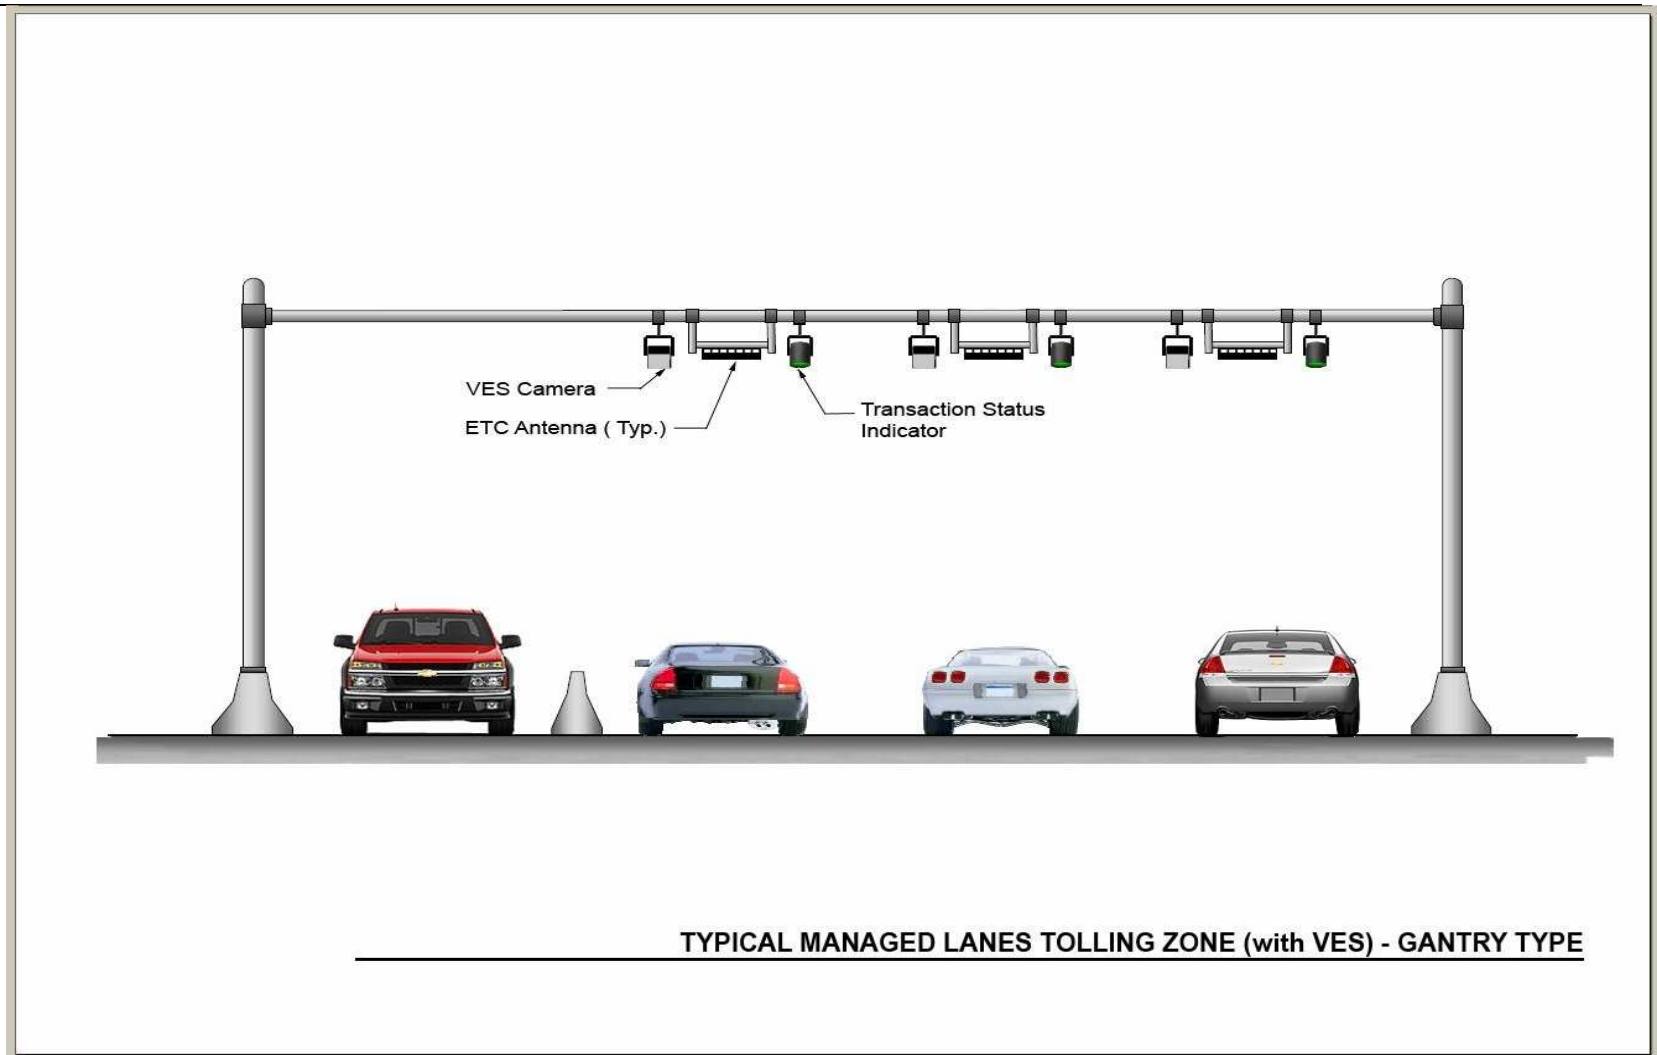 VES Camera
ETC Antenna ( Typ.)
Transaction Status
Indicator
TYPICAL MANAGED LANES TOLLING ZONE (with VES) - GANTRY TYPE